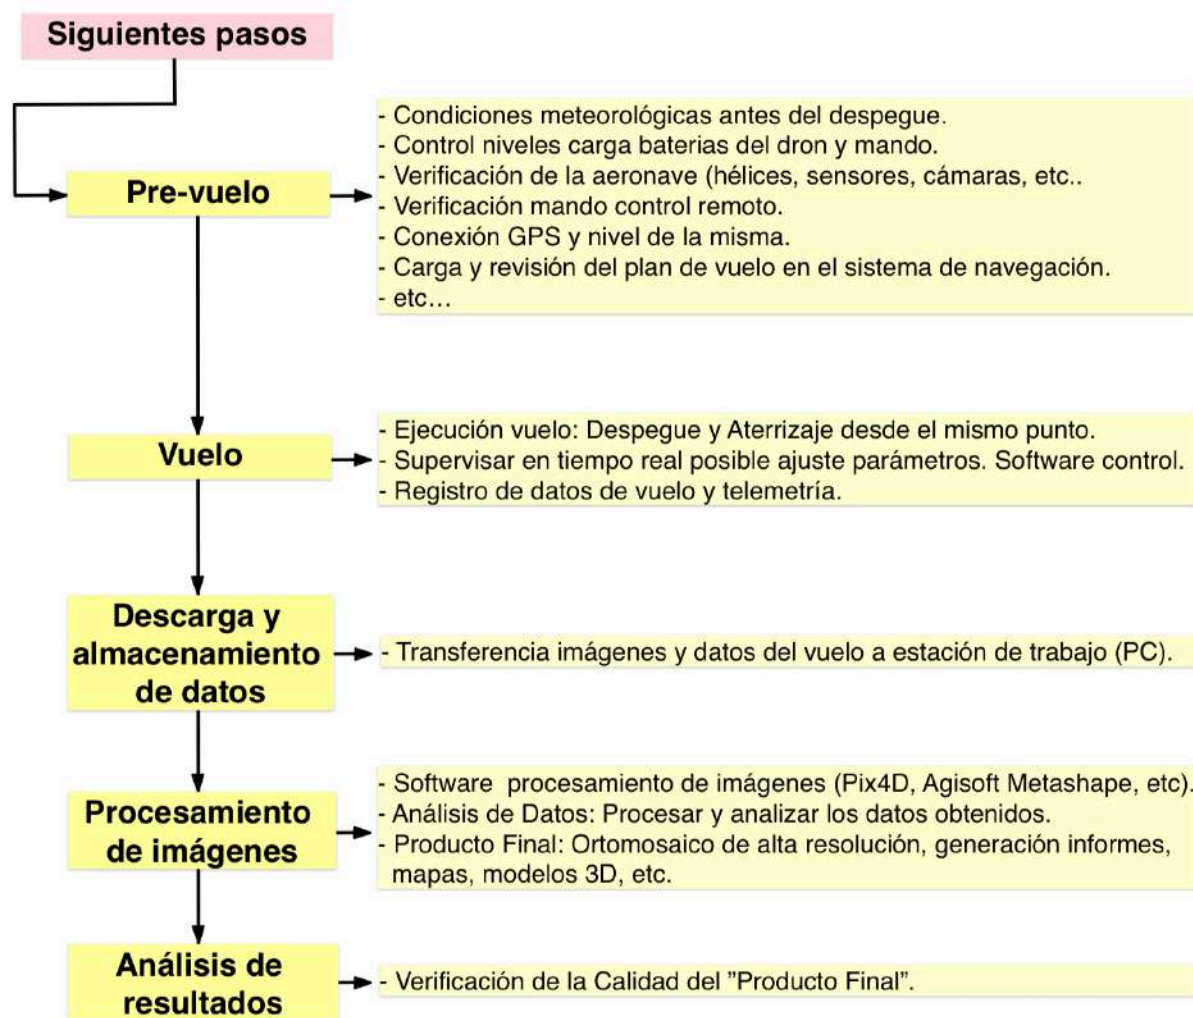 Siguientes pasos
Pre-vuelo
- Condiciones meteorológicas antes del despegue.
- Control niveles carga baterias del dron y mando.
- Verificación de la aeronave (hélices, sensores, cámaras, etc..
- Verificación mando control remoto.
- Conexión GPS y nivel de la misma.
- Carga y revisión del plan de vuelo en el sistema de navegación.
- etc...
Vuelo
- Ejecución vuelo: Despegue y Aterrizaje desde el mismo punto.
- Supervisar en tiempo real posible ajuste parámetros. Software control.
- Registro de datos de vuelo y telemetría.
Descarga y
almacenamiento
de datos
- Transferencia imágenes y datos del vuelo a estación de trabajo (PC).
Procesamiento
de imágenes
- Software procesamiento de imágenes (Pix4D, Agisoft Metashape, etc).
- Análisis de Datos: Procesar y analizar los datos obtenidos.
- Producto Final: Ortomosaico de alta resolución, generación informes,
mapas, modelos 3D, etc.
Análisis de
resultados
- Verificación de la Calidad del ”Producto Final”.